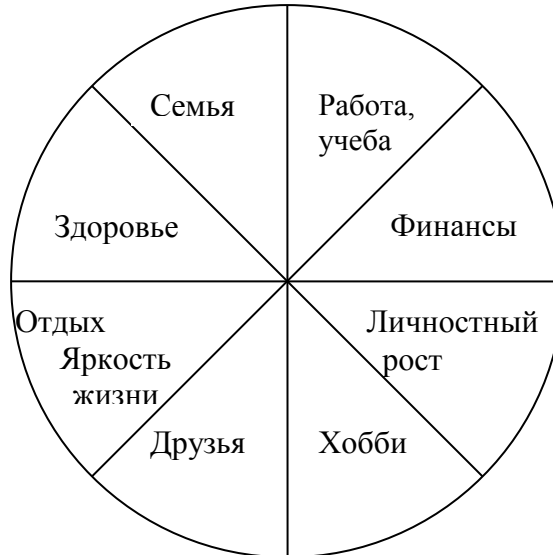 Семья
Работа,
учеба
Здоровье
Финансы
Отдых
Яркость
жизни
Личностный
рост
Друзья
Хобби